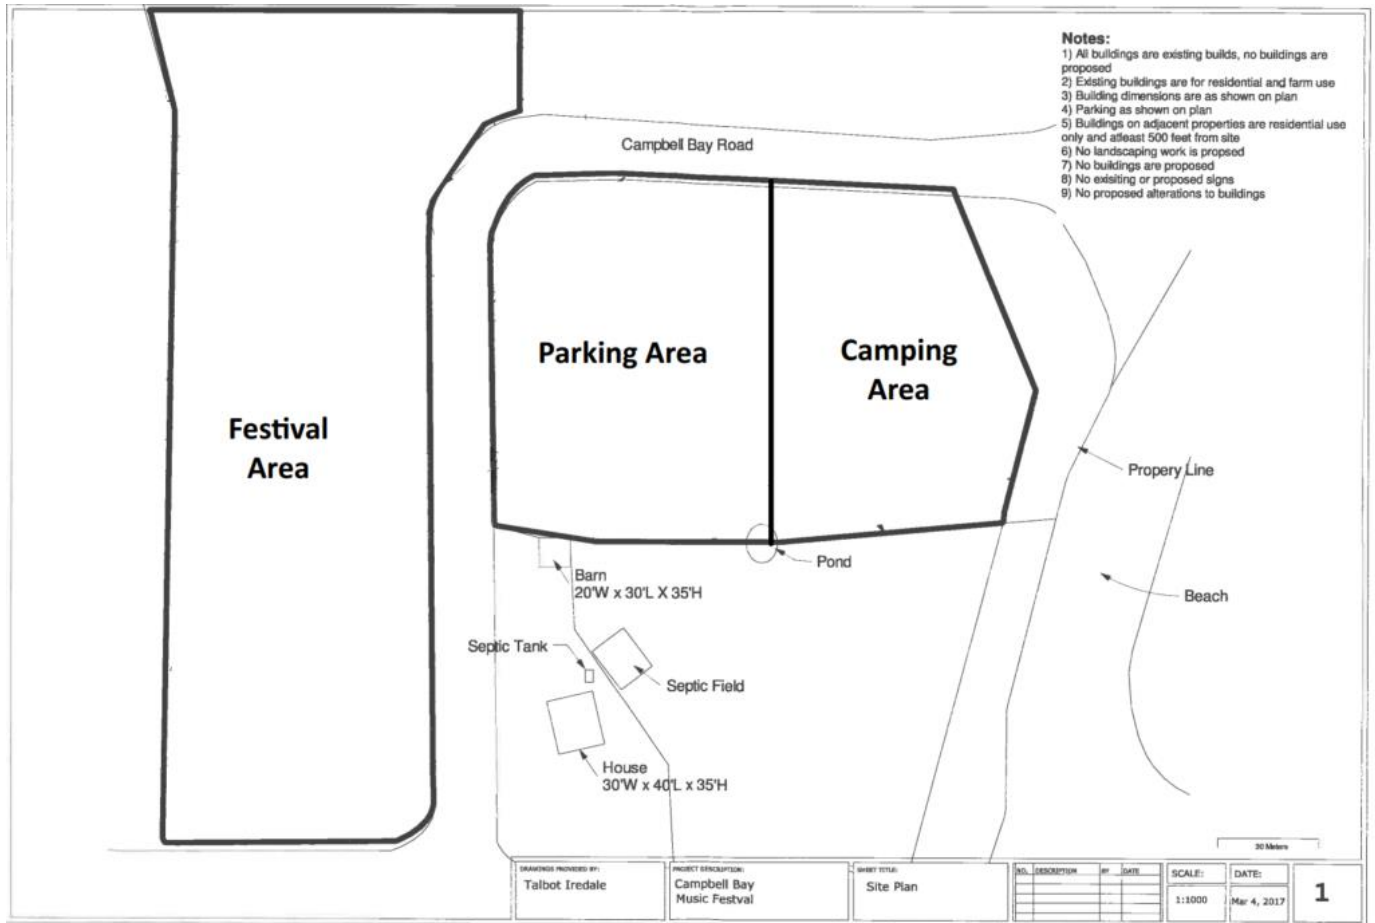 Notes:
1) All buildings are existing builds, no buildings are
proposed
2) Existing buildings are for residential and farm use
3) Building dimensions are as shown on plan
4) Parking as shown on plan
5) Buildings on adjacent properties are residential use
only and atleast 500 feet from site
6) No landscaping work is propsed
7) No buildings are proposed
8) No exisiting or proposed signs
9) No proposed alterations to buildings
Campbell Bay Road
Parking Area
Camping
Area
Festival
Area
Propery Line
Pond
Barn
20'W x 30'L X 35'H
Beach
Septic Tank
Septic Field
House
30'W x 40'L x 35'H
30 Meters
DRAWINGS PROVIDED BY:
Talbot Iredale
PROJECT DESCRIPTION:
Campbell Bay
Music Festval
SHEET TITLE:
Site Plan
NO. DESCRIPTION BY DATE
SCALE:
1:1000
DATE:
Mar 4, 2017
1